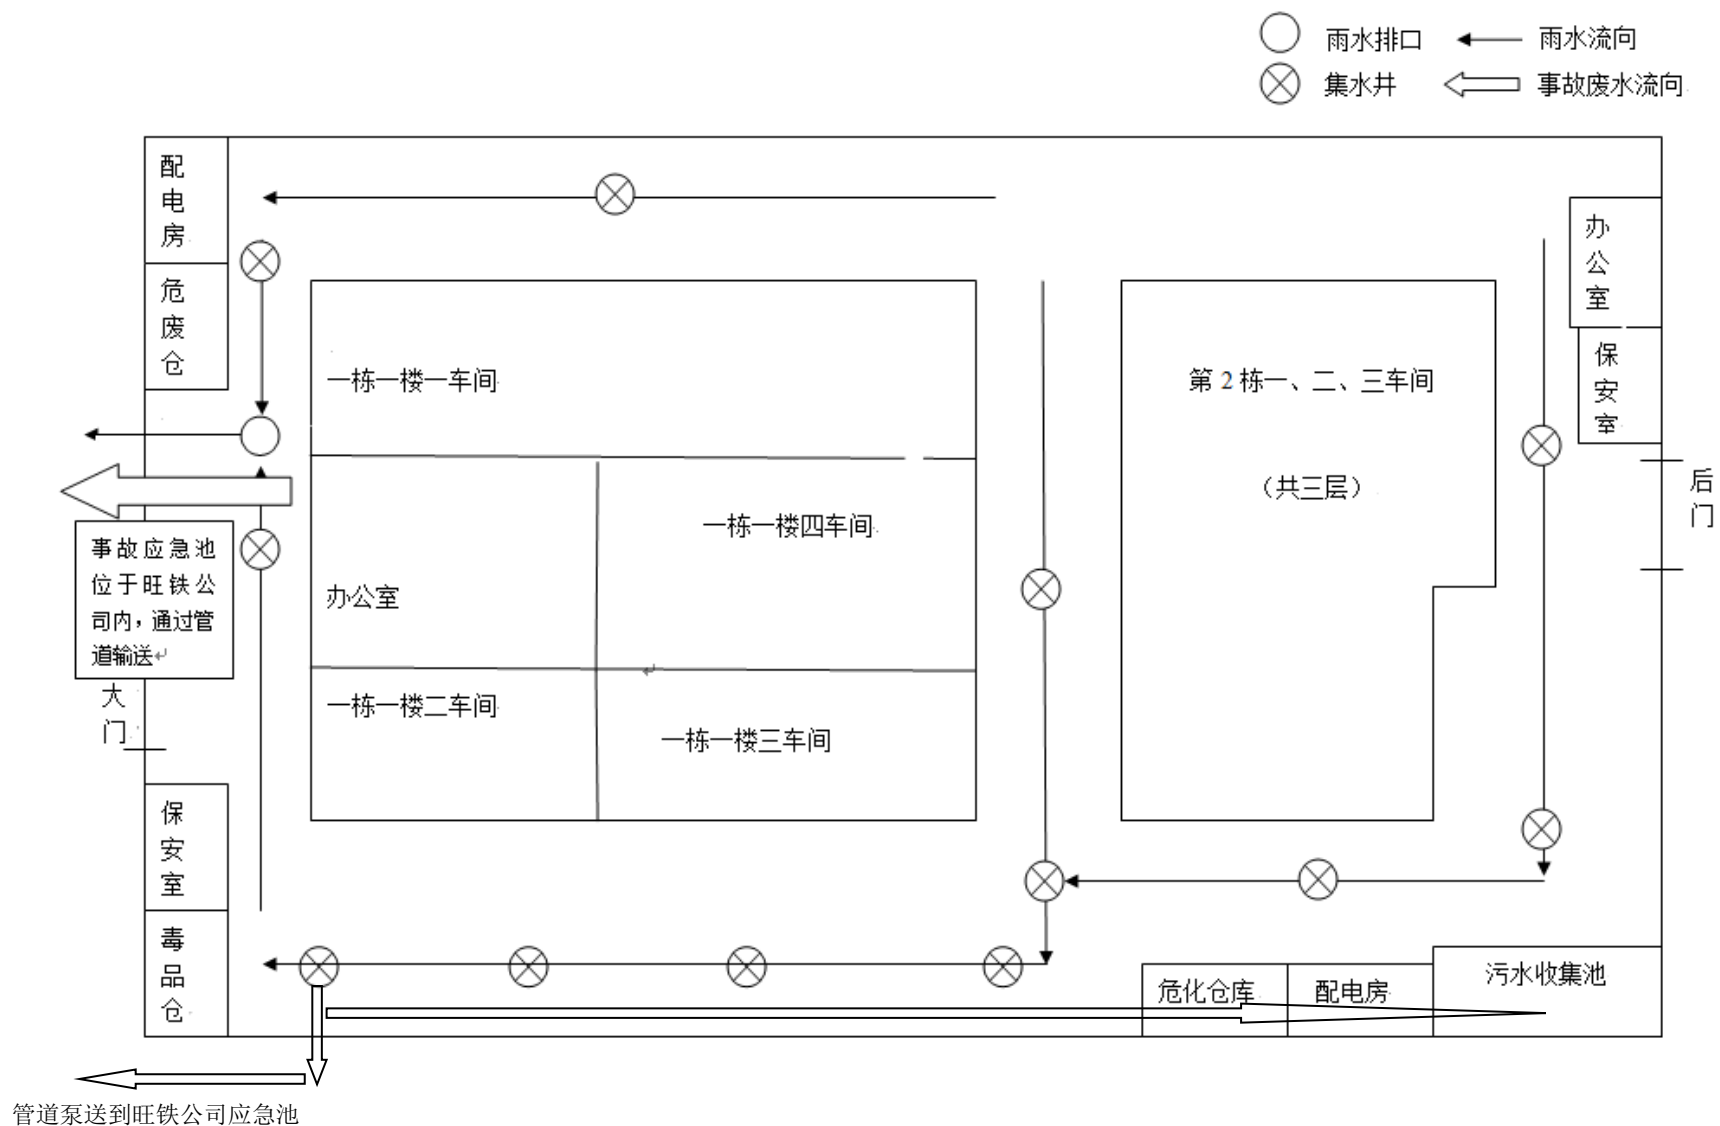 雨水排口
雨水流向
集水井
事故废水流向
配电房
危废仓
办公室
保安室
一栋一楼一车间
第2栋一、二、三车间
（共三层）
后门
一栋一楼四车间
事故应急池
位于旺铁公
司内，通过管
道输送
办公室
大门
一栋一楼二车间
一栋一楼三车间
保安室
毒品仓
危化仓库
配电房
污水收集池
管道泵送到旺铁公司应急池